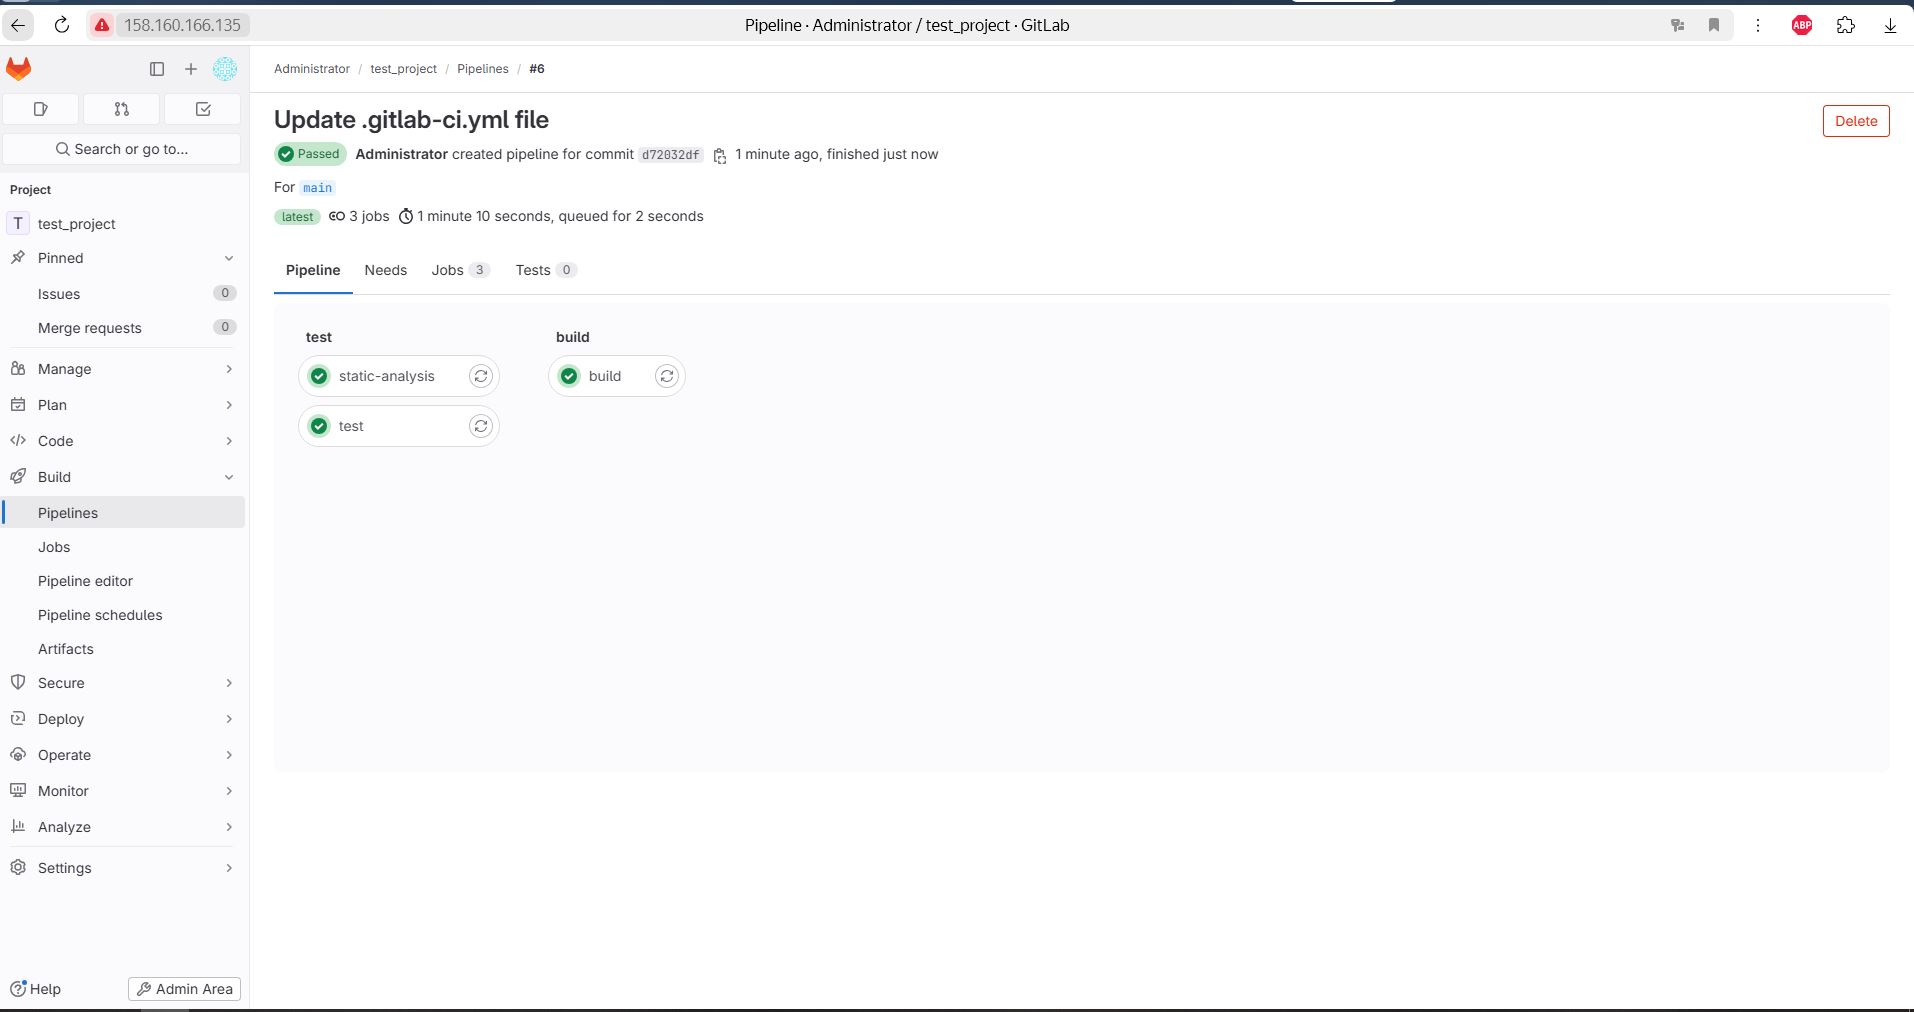 158.160.166.135
Pipeline · Administrator / test_project · GitLab
ABP
Administrator / test_project / Pipelines / #6
Search or go to...
Project
T test_project
Pinned
Issues 0
Merge requests 0
Manage
Plan
Code
Build
Pipelines
Jobs
Pipeline editor
Pipeline schedules
Artifacts
Secure
Deploy
Operate
Monitor
Analyze
Settings
Help
Admin Area
Update .gitlab-ci.yml file
Delete
Passed Administrator created pipeline for commit d72032df 1 minute ago, finished just now
For main
latest 3 jobs 1 minute 10 seconds, queued for 2 seconds
Pipeline Needs Jobs 3 Tests 0
test
static-analysis
test
build
build